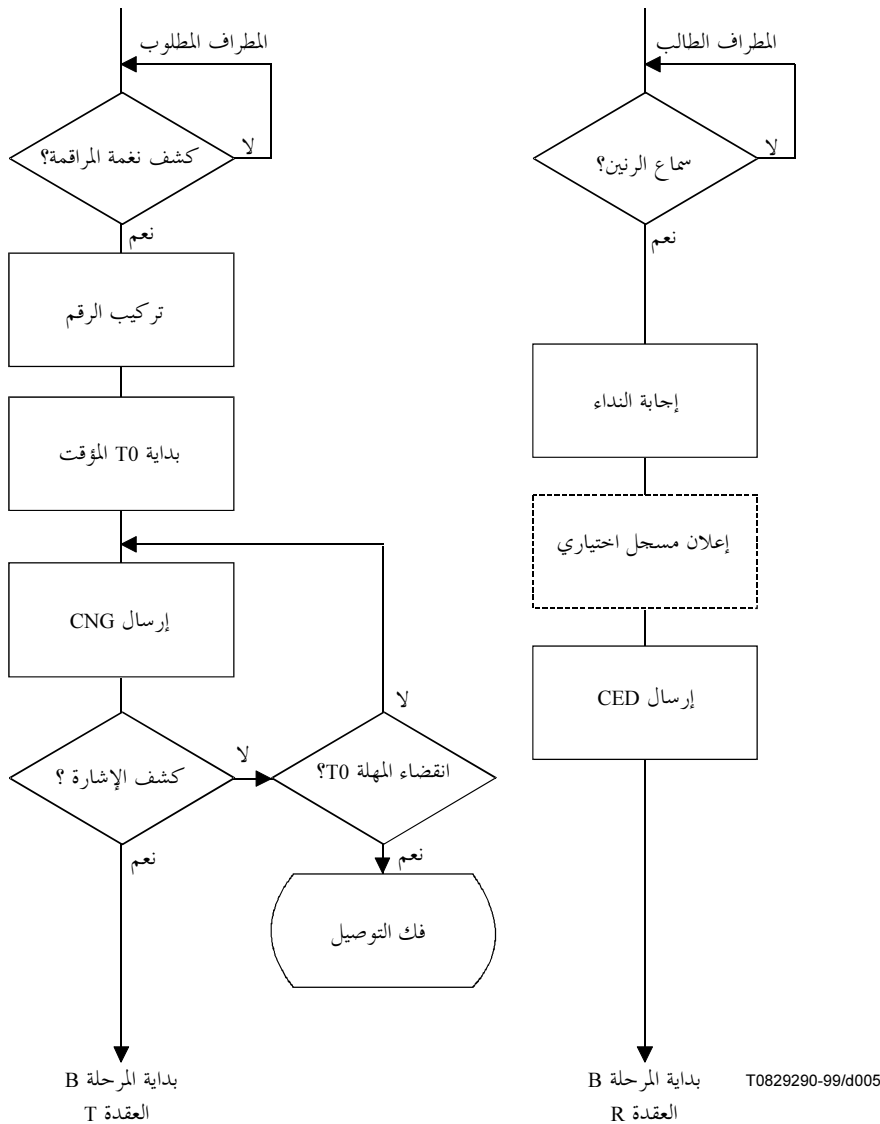 المطراف المطلوب
كشف نغمة المراقمة؟
لا
نعم
تركيب الرقم
بداية T0 المؤقت
إرسال CNG
كشف الإشارة ؟
لا
نعم
انقضاء المهلة T0؟
لا
نعم
فك التوصيل
بداية المرحلة B
العقدة T
المطراف الطالب
سماع الرنين؟
لا
نعم
إجابة النداء
إعلان مسجل اختياري
إرسال CED
بداية المرحلة B
العقدة R
T0829290-99/d005